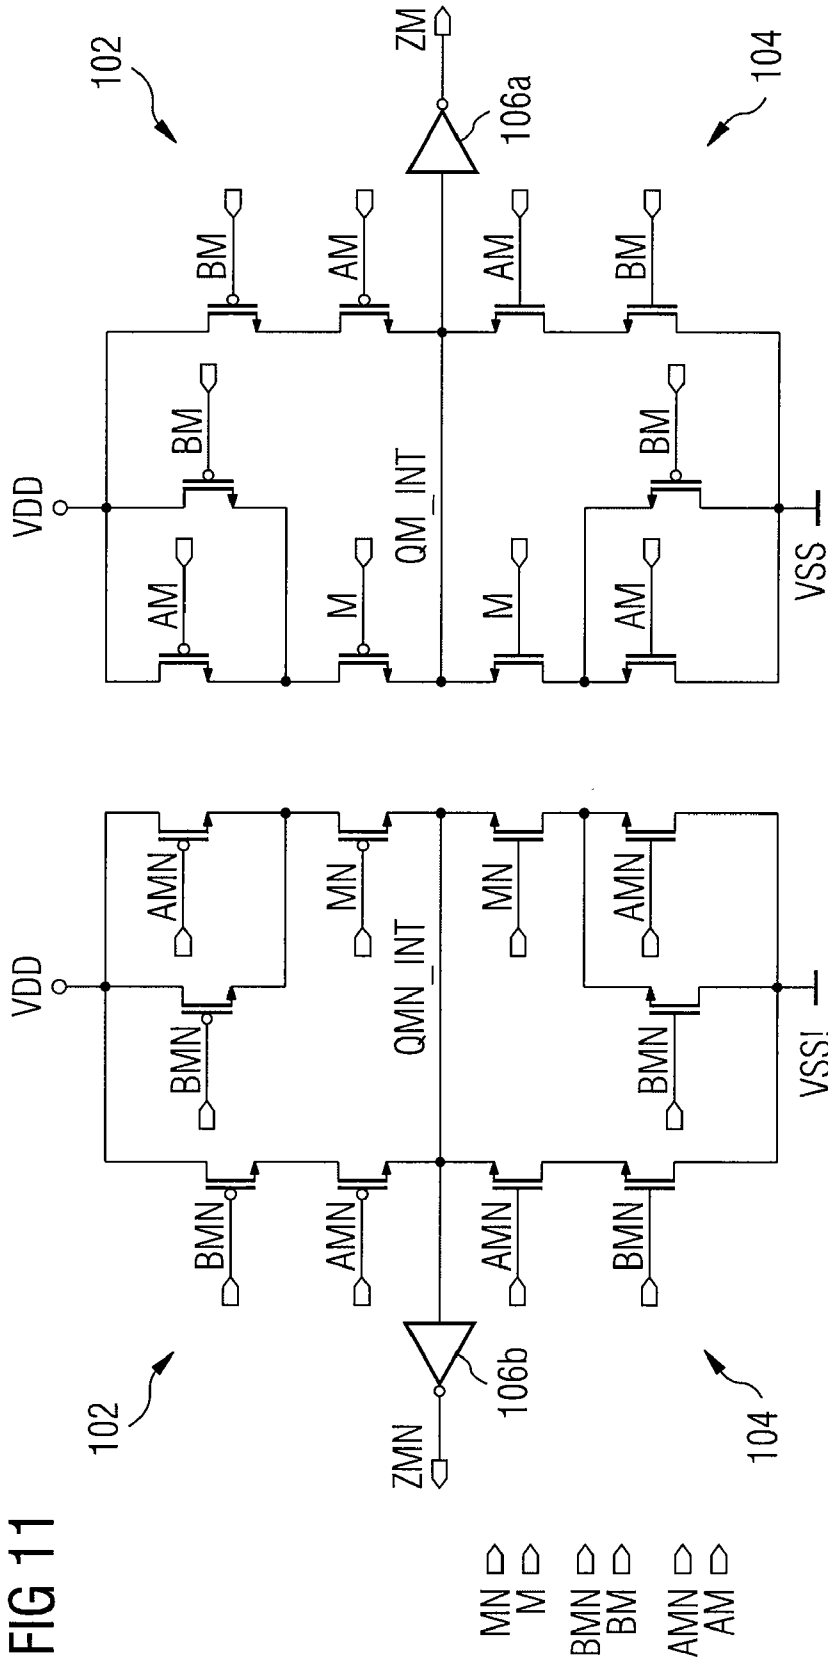 FIG 11
MN
M
BMN
BM
AMN
AM
102
VDD
BMN
AMN
BMN
AMN
MN
ZMN
106b
QMN_INT
AMN
MN
BMN
BMN
AMN
104
VSS!
102
VDD
BM
AM
BM
M
AM
QM_INT
ZM
106a
M
AM
AM
BM
BM
VSS
104